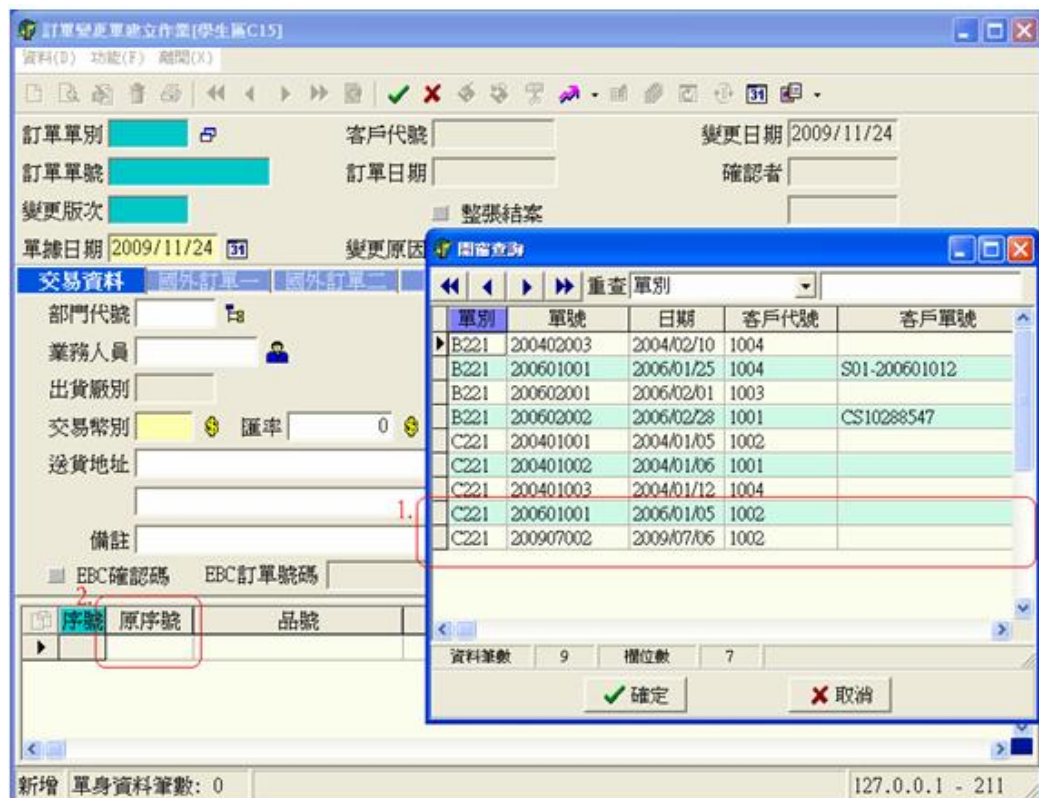 訂單變更單建立作業[學生區C15]
資料(D) 功能(F) 離開(X)
訂單單別 客戶代號 變更日期 2009/11/24
訂單單號 訂單日期 確認者
變更版次 整張結案
單據日期 2009/11/24 變更原因
交易資料 國外訂單一 國外訂單二
部門代號
業務人員
出貨廠別
交易幣別 匯率 0
送貨地址
備註
EBC確認碼 EBC訂單號碼
2.
序號 原序號 品號
新增 單身資料筆數: 0 127.0.0.1 - 211
開窗查詢
重查 單別
單別 單號 日期 客戶代號 客戶單號
B221 200402003 2004/02/10 1004
B221 200601001 2006/01/25 1004 S01-200601012
B221 200602001 2006/02/01 1003
B221 200602002 2006/02/28 1001 CS10288547
C221 200401001 2004/01/05 1002
C221 200401002 2004/01/06 1001
C221 200401003 2004/01/12 1004
1.
C221 200601001 2006/01/05 1002
C221 200907002 2009/07/06 1002
資料筆數 9 欄位數 7
確定 取消